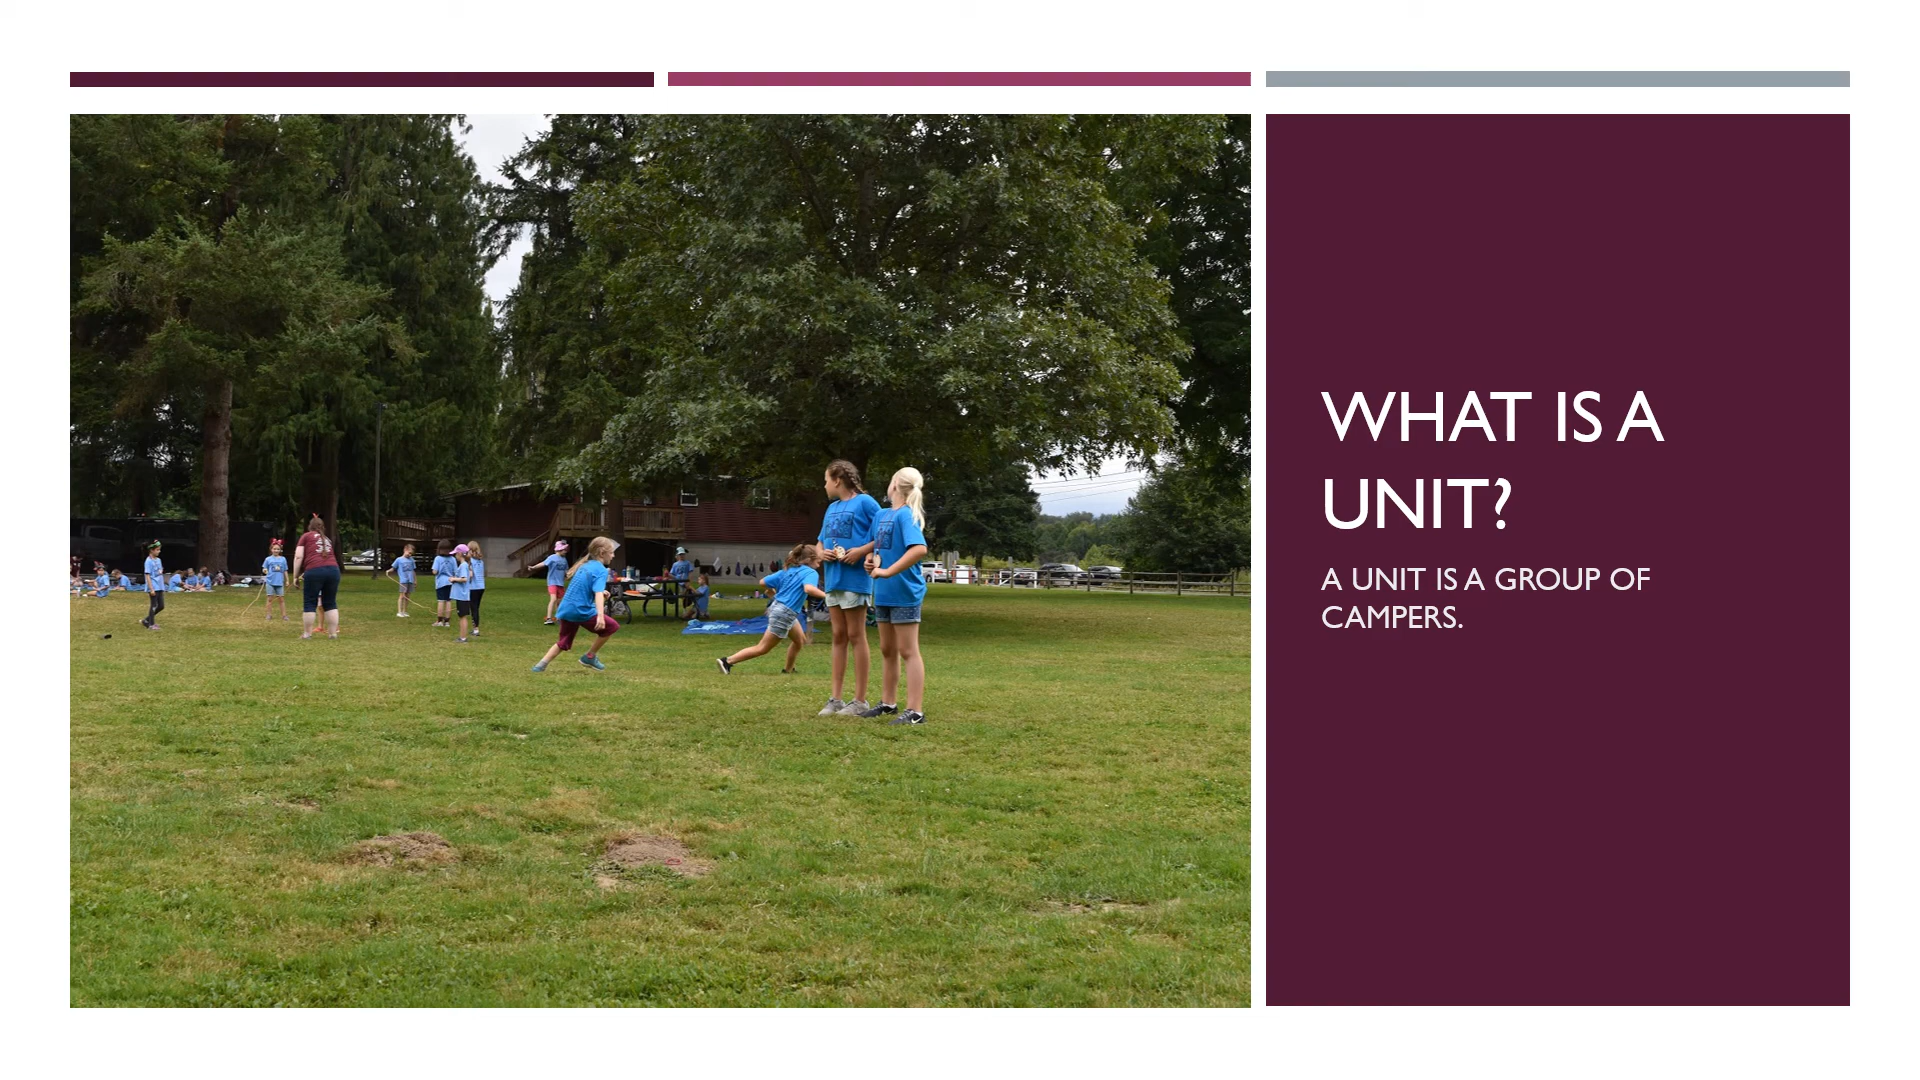 WHAT IS A
UNIT?
A UNIT IS A GROUP OF
CAMPERS.